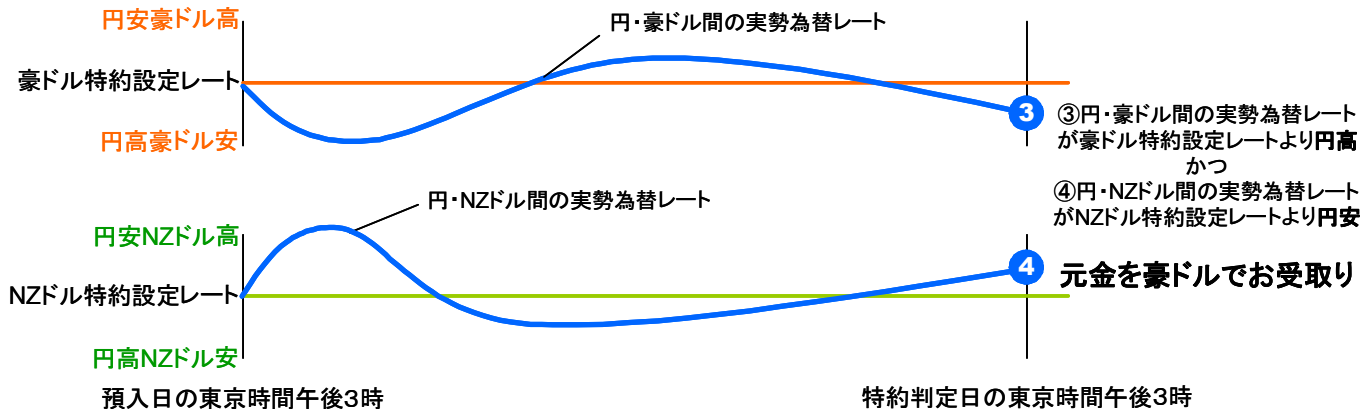 円安豪ドル高
円・豪ドル間の実勢為替レート
豪ドル特約設定レート
円高豪ドル安
3
③円・豪ドル間の実勢為替レート
が豪ドル特約設定レートより円高
かつ
④円・NZドル間の実勢為替レート
がNZドル特約設定レートより円安
円・NZドル間の実勢為替レート
円安NZドル高
4
元金を豪ドルでお受取り
NZドル特約設定レート
円高NZドル安
預入日の東京時間午後3時
特約判定日の東京時間午後3時